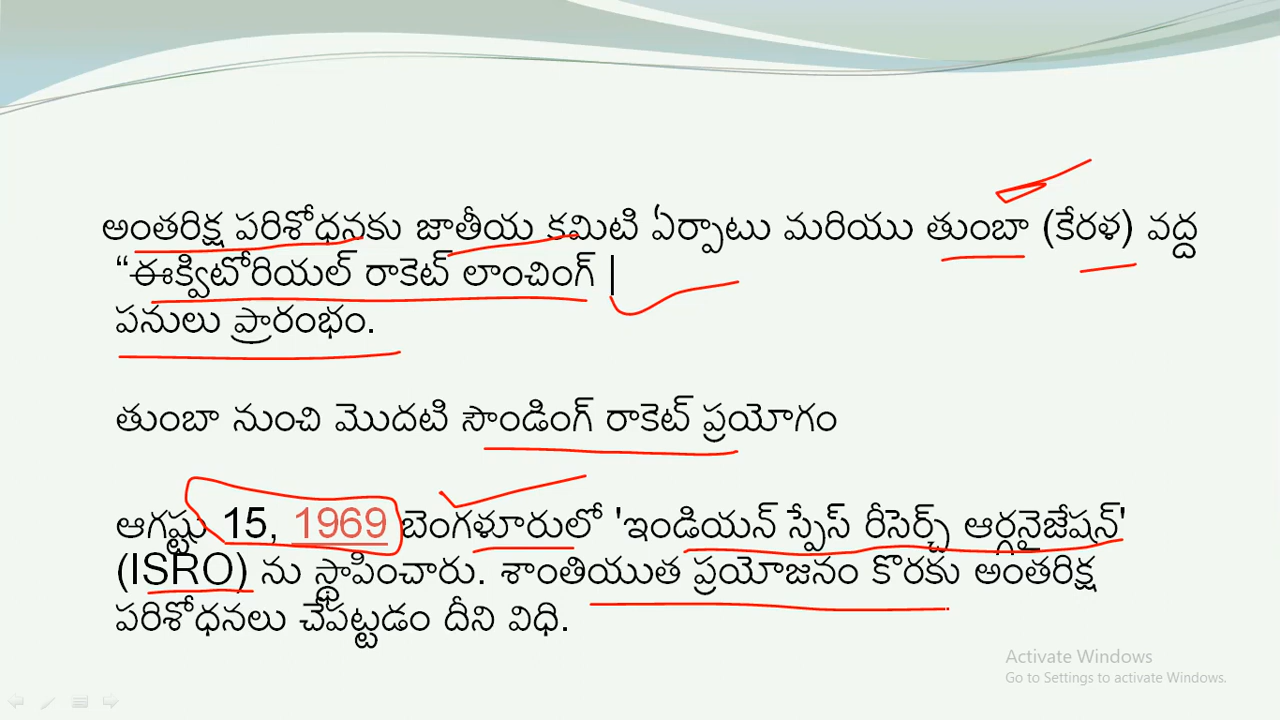 అంతరిక్ష పరిశోధనకు జాతీయ కమిటి ఏర్పాటు మరియు తుంబా (కేరళ) వద్ద
“ఈక్విటోరియల్ రాకెట్ లాంచింగ్ |
పనులు ప్రారంభం.
తుంబా నుంచి మొదటి సౌండింగ్ రాకెట్ ప్రయోగం
ఆగష్టు 15, 1969 బెంగళూరులో 'ఇండియన్ స్పేస్ రీసెర్చ్ ఆర్గనైజేషన్'
(ISRO) ను స్థాపించారు. శాంతియుత ప్రయోజనం కొరకు అంతరిక్ష
పరిశోధనలు చేపట్టడం దీని విధి.
Activate Windows
Go to Settings to activate Windows.